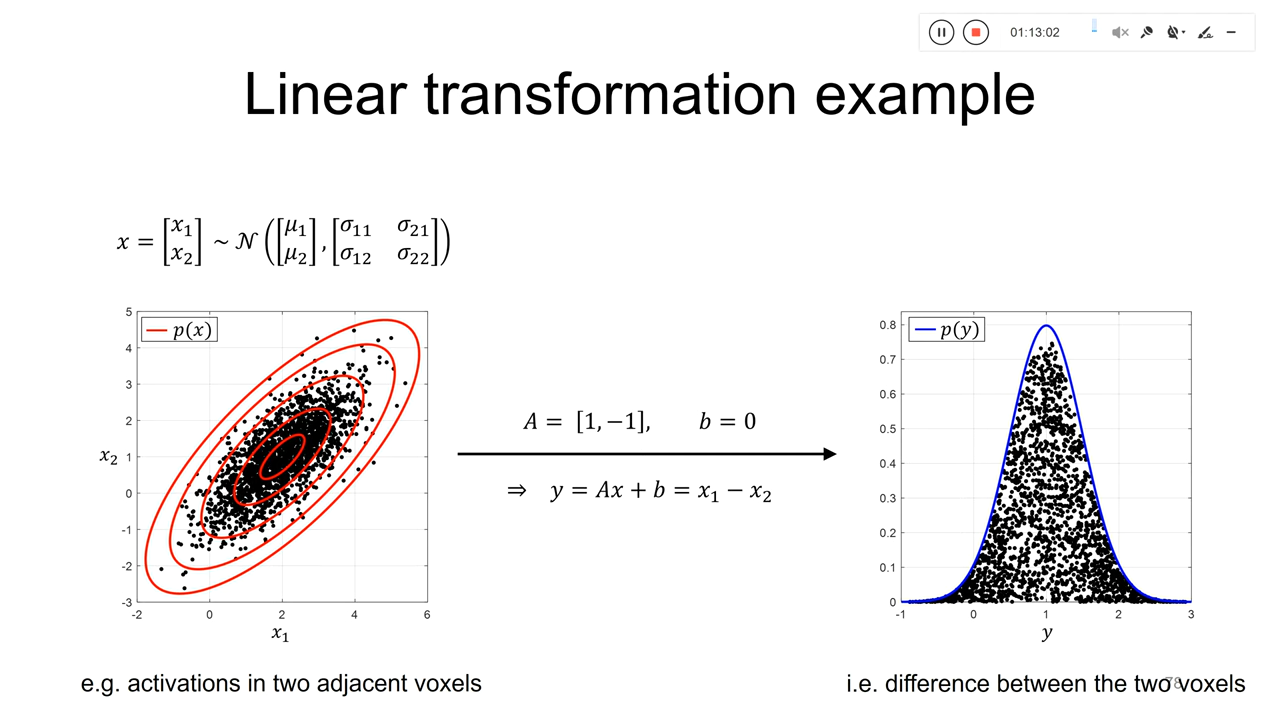 01:13:02
Linear transformation example
x = [x₁ x₂] ~ 𝒩([μ₁ μ₂], [σ₁₁ σ₂₁ σ₁₂ σ₂₂])
p(x)
5
4
3
2
x₂ 1
0
-1
-2
-3
-2 0 2 4 6
x₁
A = [1, −1], b = 0
⇒ y = Ax + b = x₁ − x₂
p(y)
0.8
0.7
0.6
0.5
0.4
0.3
0.2
0.1
0
-1 0 1 2 3
y
e.g. activations in two adjacent voxels
i.e. difference between the two voxels
78